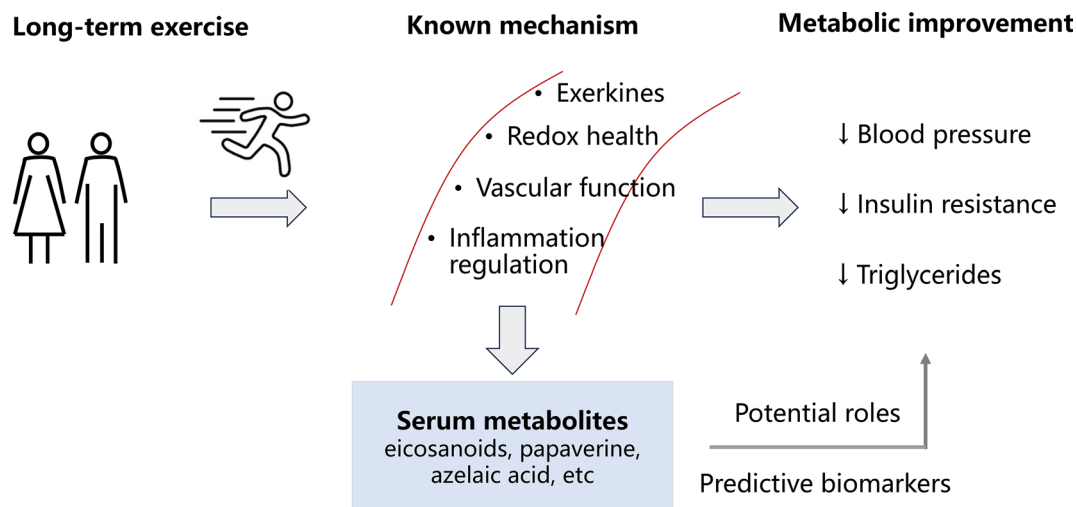 Long-term exercise
Known mechanism
• Exerkines
• Redox health
• Vascular function
• Inflammation
regulation
Metabolic improvement
↓ Blood pressure
↓ Insulin resistance
↓ Triglycerides
Serum metabolites
eicosanoids, papaverine,
azelaic acid, etc
Potential roles
Predictive biomarkers